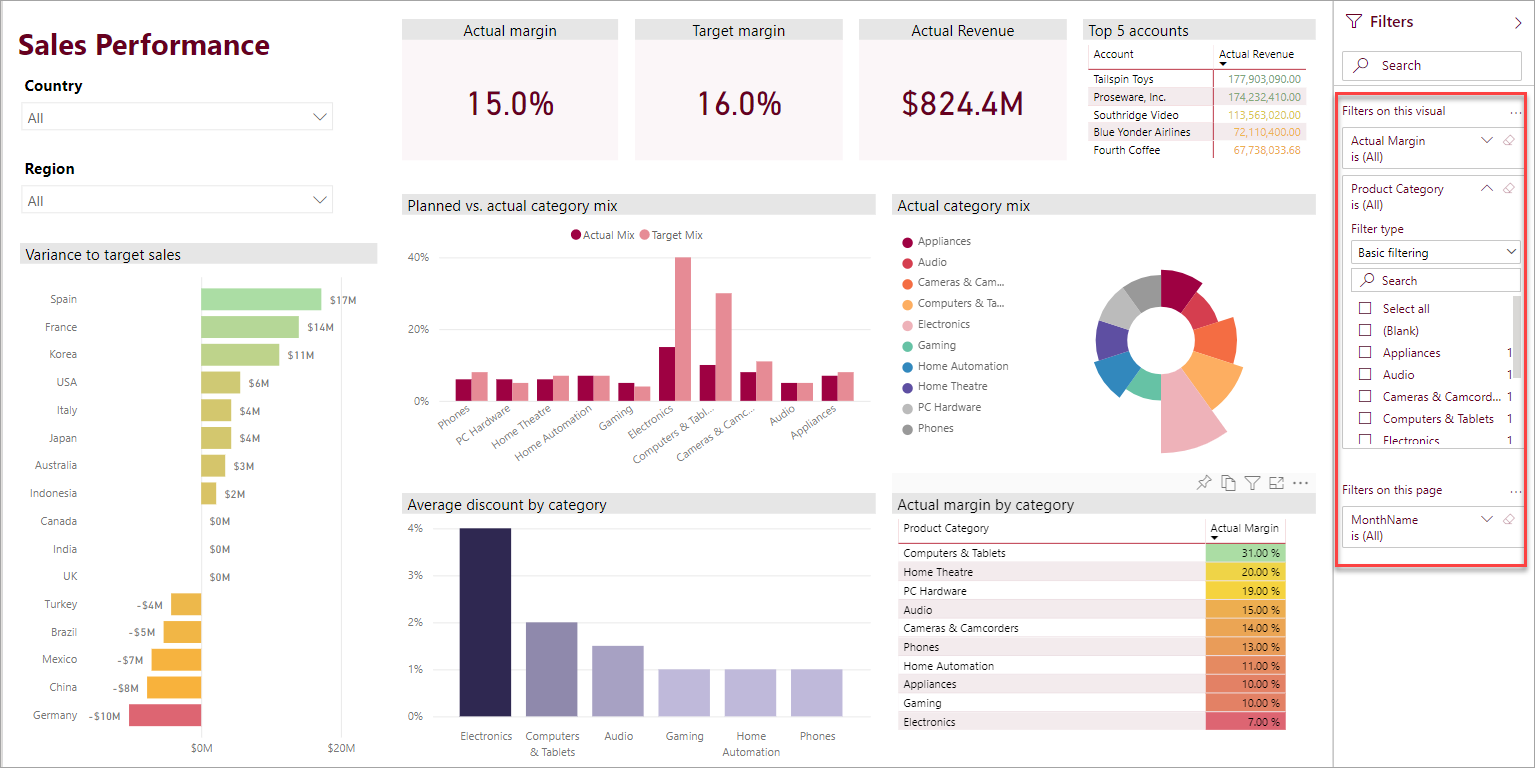 Sales Performance
Country
All
Region
All
Variance to target sales
Spain $17M
France $14M
Korea $11M
USA $6M
Italy $4M
Japan $4M
Australia $3M
Indonesia $2M
Canada $0M
India $0M
UK $0M
Turkey -$4M
Brazil -$5M
Mexico -$7M
China -$8M
Germany -$10M
$0M $20M
Actual margin
15.0%
Target margin
16.0%
Actual Revenue
$824.4M
Top 5 accounts
Account Actual Revenue
Tailspin Toys 177,903,090.00
Proseware, Inc. 174,232,410.00
Southridge Video 113,563,020.00
Blue Yonder Airlines 72,110,400.00
Fourth Coffee 67,738,033.68
Planned vs. actual category mix
Actual Mix Target Mix
40%
20%
0%
Phones
PC Hardware
Home Theatre
Home Automation
Gaming
Electronics
Computers & Tabl...
Cameras & Camc...
Audio
Appliances
Actual category mix
Appliances
Audio
Cameras & Cam...
Computers & Ta...
Electronics
Gaming
Home Automation
Home Theatre
PC Hardware
Phones
Average discount by category
4%
3%
2%
1%
0%
Electronics
Computers
& Tablets
Audio
Gaming
Home
Automation
Phones
Actual margin by category
Product Category Actual Margin
Computers & Tablets 31.00 %
Home Theatre 20.00 %
PC Hardware 19.00 %
Audio 15.00 %
Cameras & Camcorders 14.00 %
Phones 13.00 %
Home Automation 11.00 %
Appliances 10.00 %
Gaming 10.00 %
Electronics 7.00 %
Filters
Search
Filters on this visual
Actual Margin
is (All)
Product Category
is (All)
Filter type
Basic filtering
Search
Select all
(Blank)
Appliances 1
Audio 1
Cameras & Camcord... 1
Computers & Tablets 1
Electronics 1
Filters on this page
MonthName
is (All)